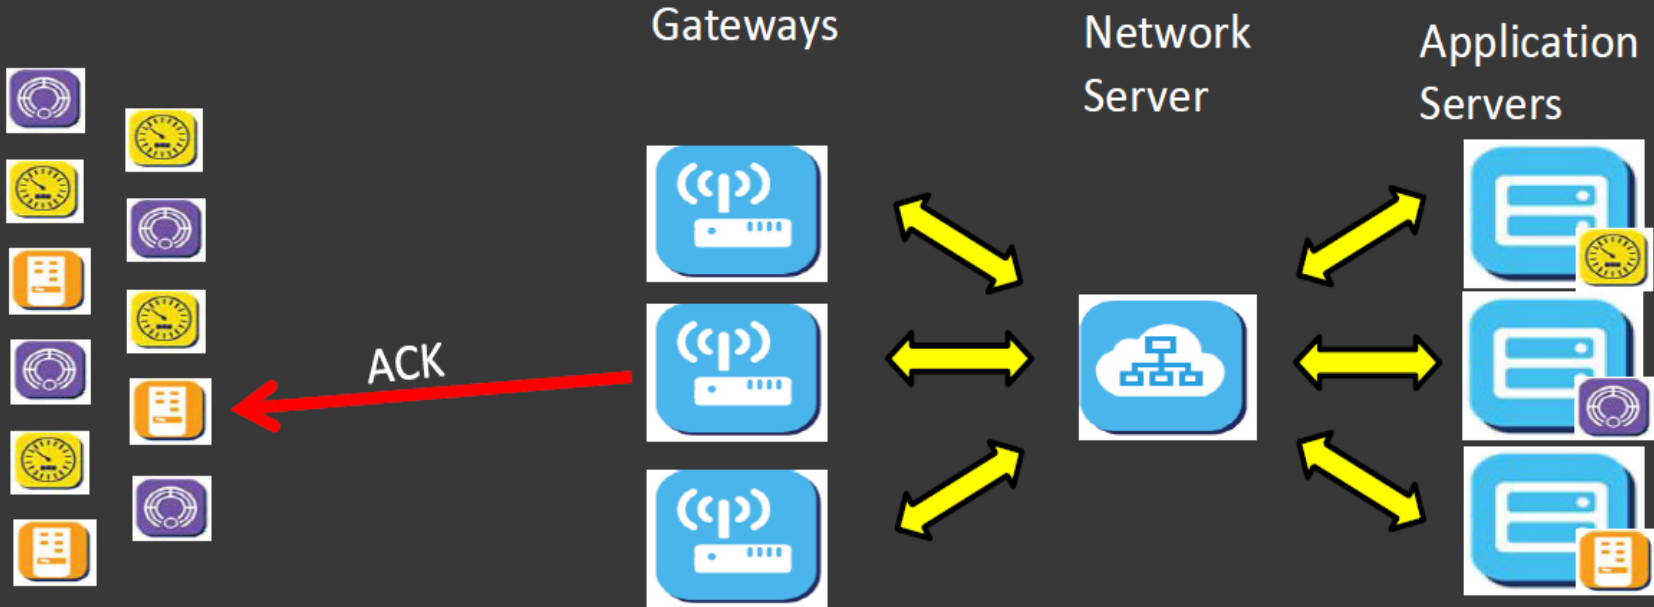 Gateways
Network
Server
Application
Servers
ACK